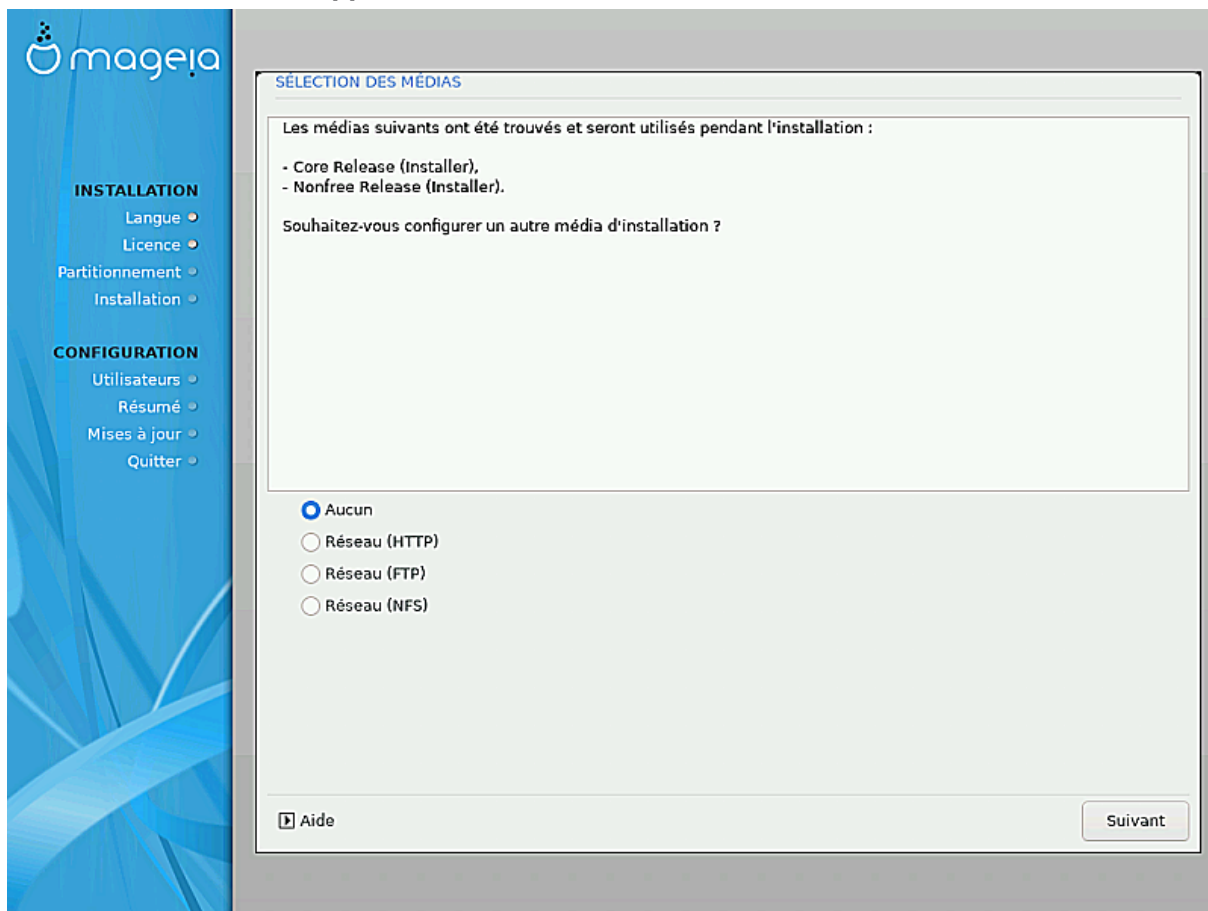 mageia
INSTALLATION
Langue
Licence
Partitionnement
Installation
CONFIGURATION
Utilisateurs
Résumé
Mises à jour
Quitter
SÉLECTION DES MÉDIAS
Les médias suivants ont été trouvés et seront utilisés pendant l'installation :
- Core Release (Installer),
- Nonfree Release (Installer).
Souhaitez-vous configurer un autre média d'installation ?
Aucun
Réseau (HTTP)
Réseau (FTP)
Réseau (NFS)
Aide
Suivant